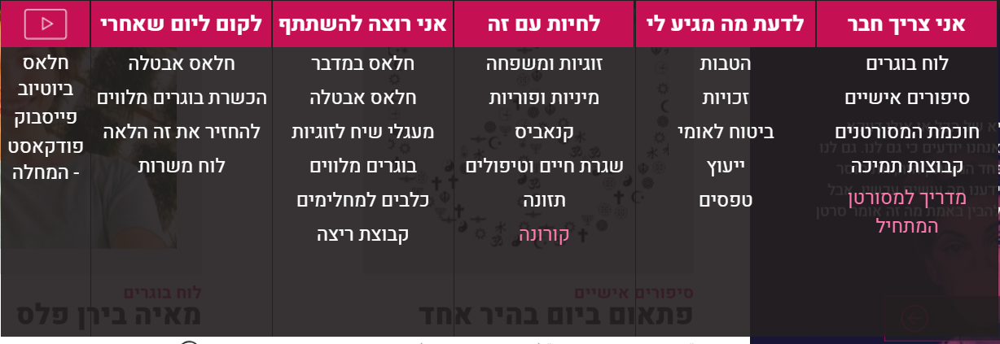 אני צריך חבר
לוח בוגרים
סיפורים אישיים
חוכמת המסורטנים
קבוצות תמיכה
מדריך למסורטן
המתחיל
לדעת מה מגיע לי
הטבות
זכויות
ביטוח לאומי
ייעוץ
טפסים
לחיות עם זה
זוגיות ומשפחה
מיניות ופוריות
קנאביס
שגרת חיים וטיפולים
תזונה
קורונה
אני רוצה להשתתף
חלאס במדבר
חלאס אבטלה
מעגלי שיח לזוגיות
בוגרים מלווים
כלבים למחלימים
קבוצת ריצה
לקום ליום שאחרי
חלאס אבטלה
הכשרת בוגרים מלווים
להחזיר את זה הלאה
לוח משרות
חלאס
ביוטיוב
פייסבוק
פודקאסט
- המחלה
סיפורים אישיים
פתאום ביום בהיר אחד
לוח בוגרים
מאיה בירן פלס